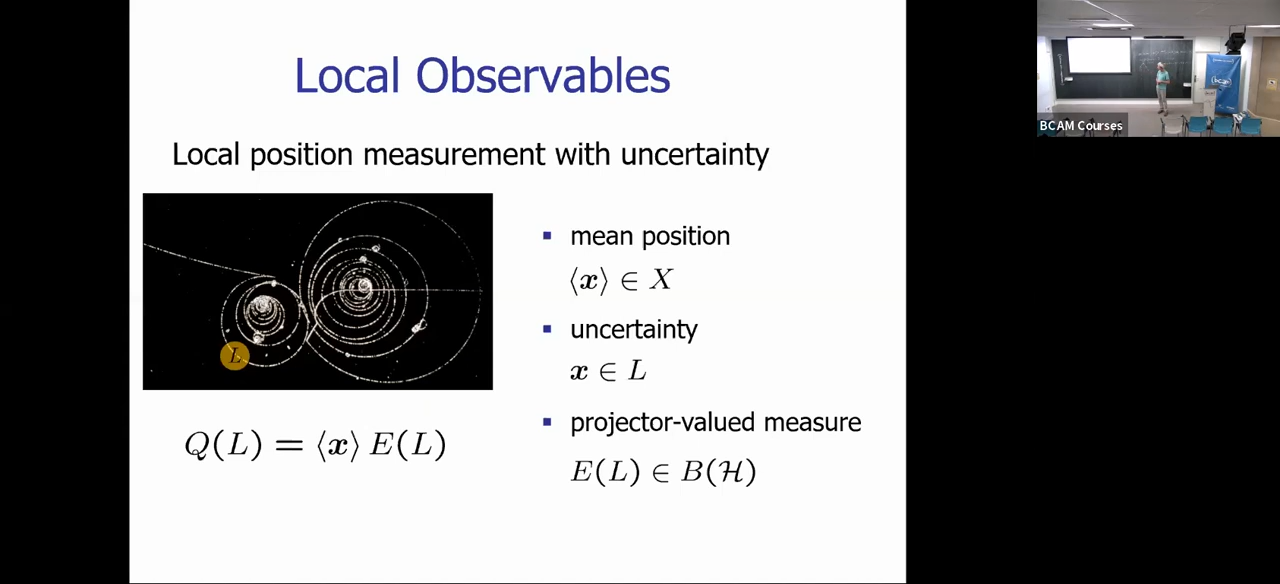 Local Observables
Local position measurement with uncertainty
L
Q(L) = ⟨x⟩ E(L)
▪ mean position
⟨x⟩ ∈ X
▪ uncertainty
x ∈ L
▪ projector-valued measure
E(L) ∈ B(ℋ)
BCAM Courses